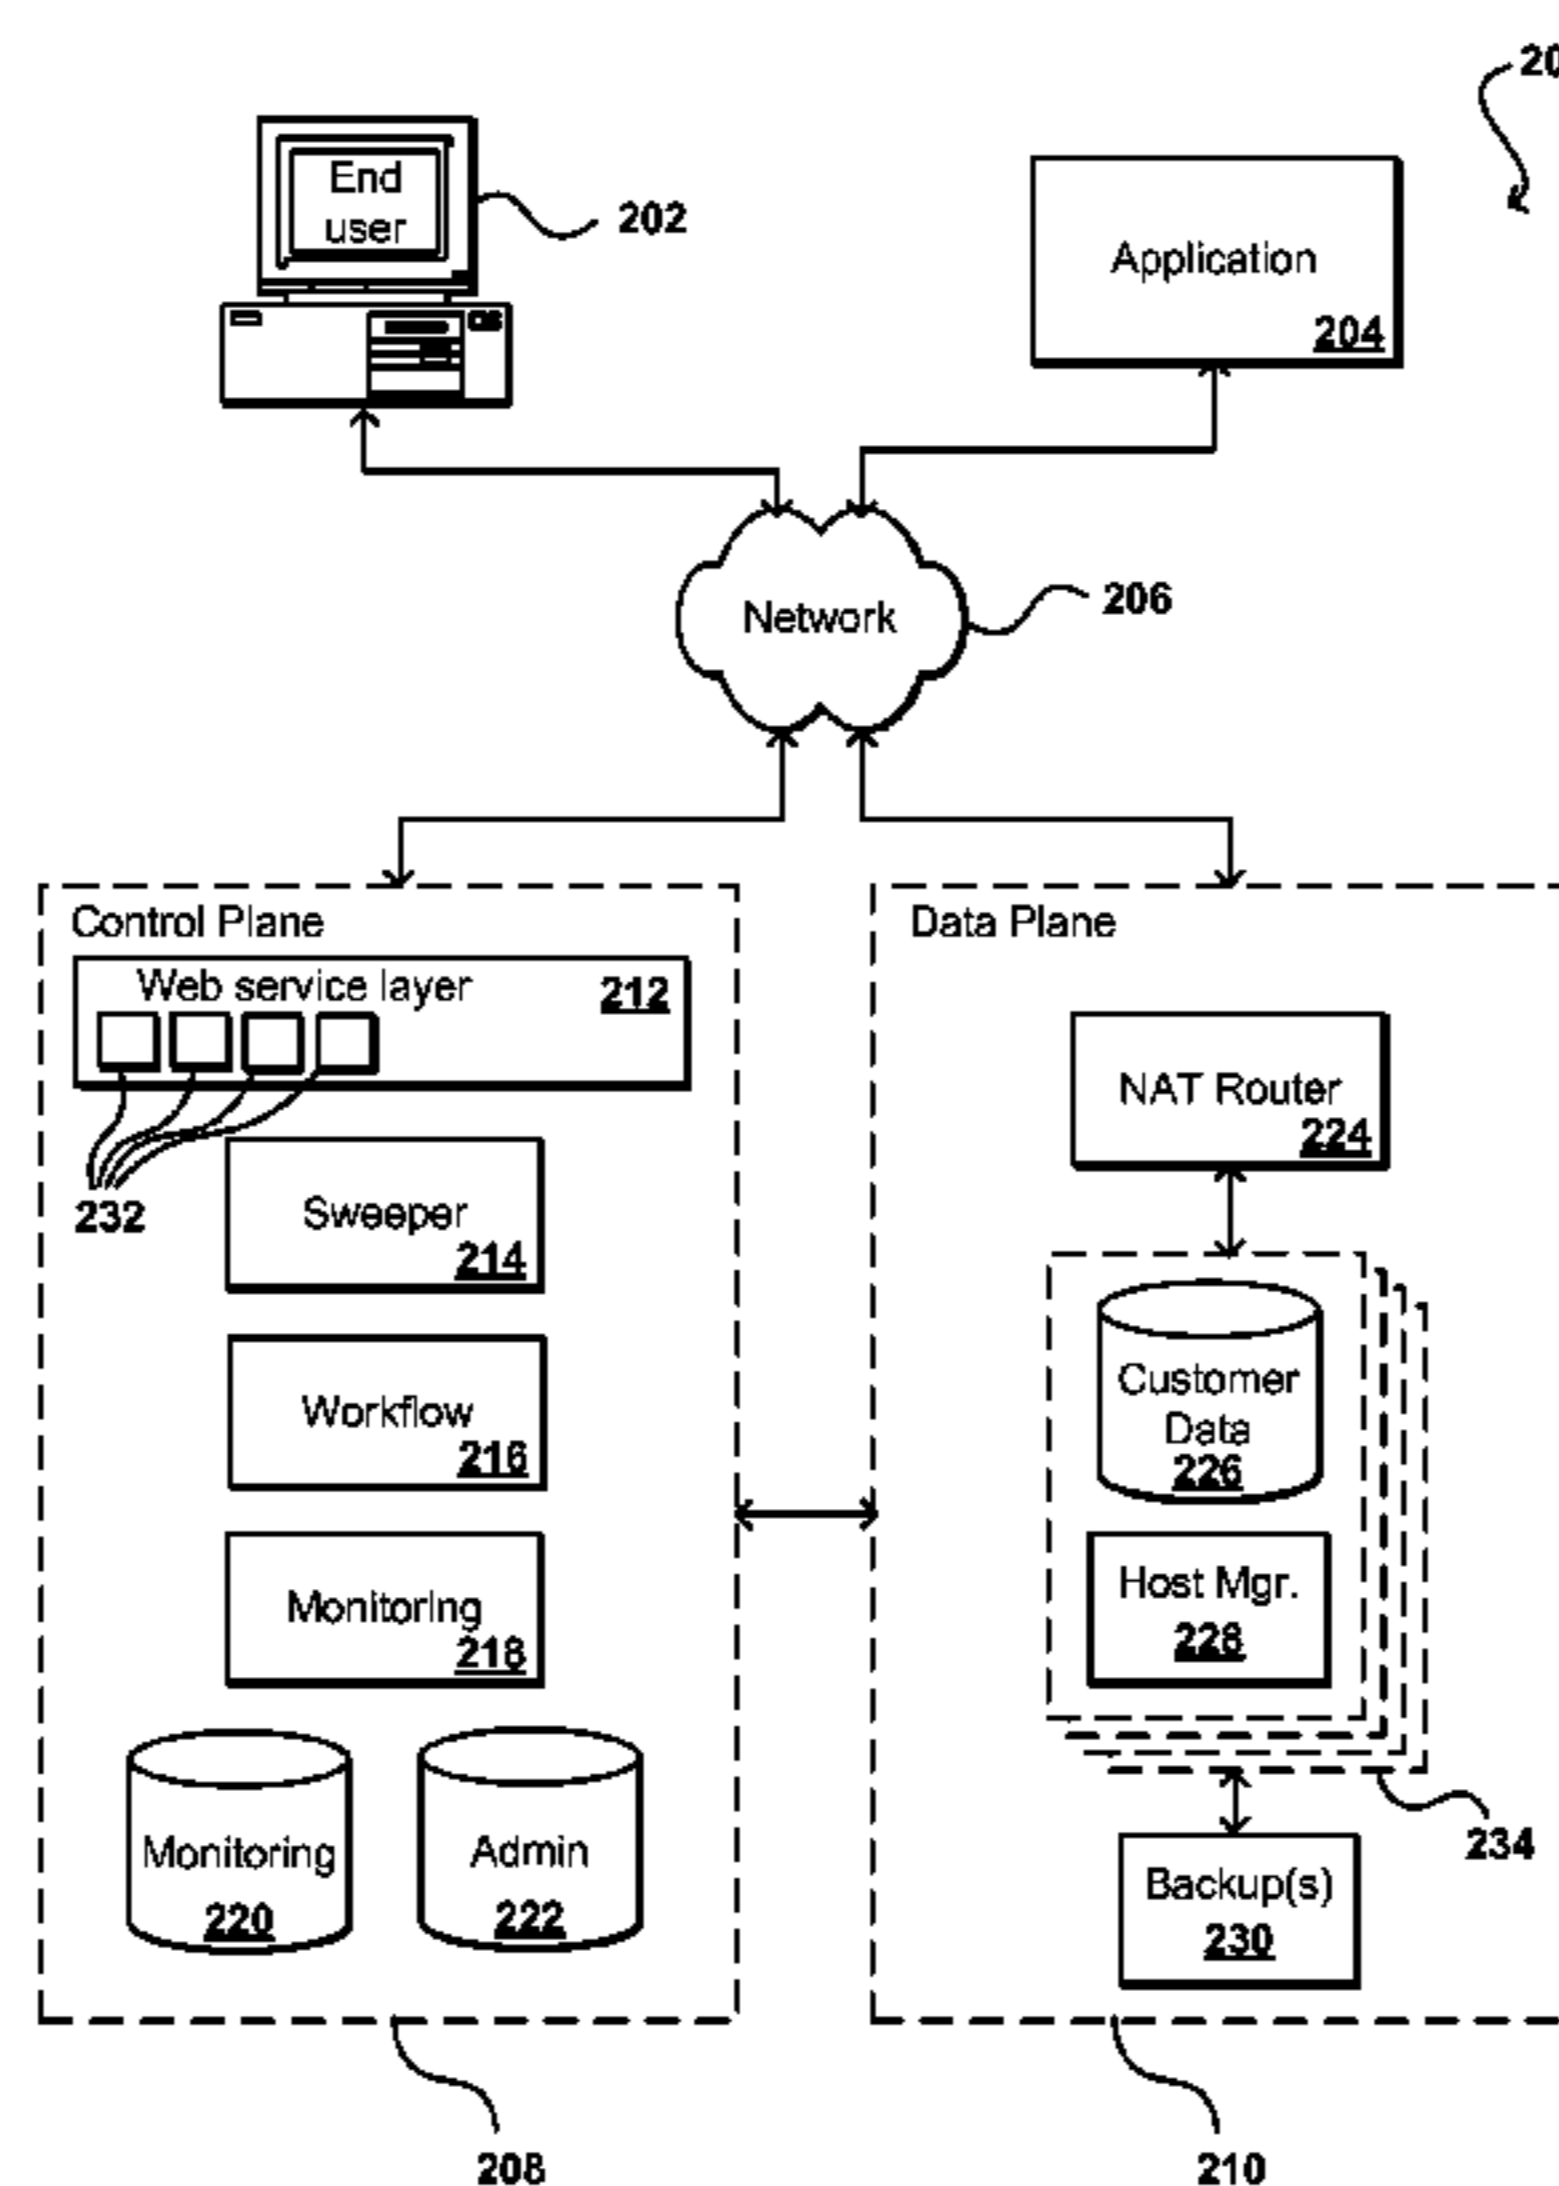 20
End
user
202
Application
204
Network
206
Control Plane
Web service layer
212
232
Sweeper
214
Workflow
216
Monitoring
218
Monitoring
220
Admin
222
208
Data Plane
NAT Router
224
Customer
Data
226
Host Mgr.
228
234
Backup(s)
230
210